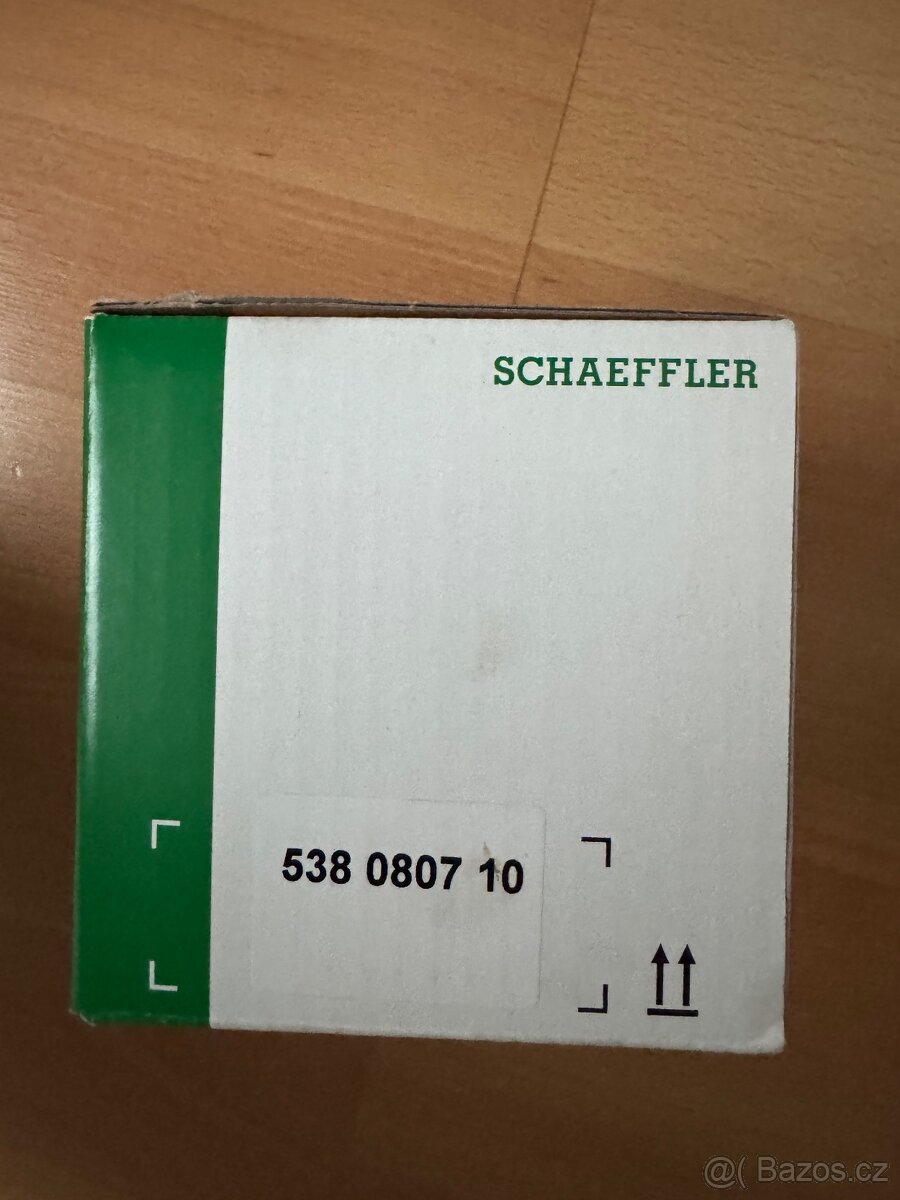 SCHAEFFLER
538 0807 10
@( Bazos.cz